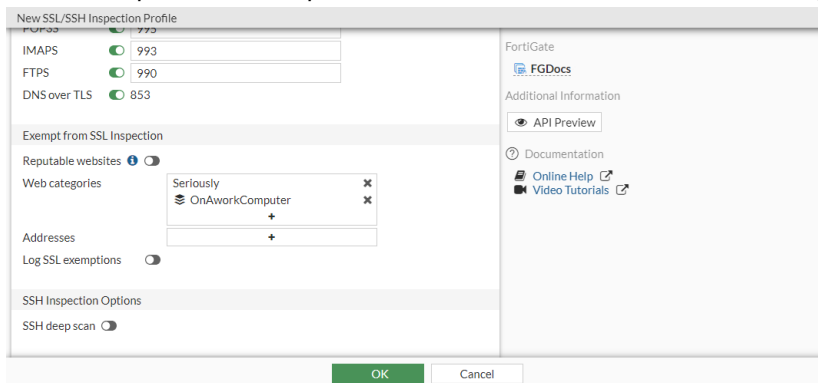 New SSL/SSH Inspection Profile
POP3S 995
IMAPS 993
FTPS 990
DNS over TLS 853
Exempt from SSL Inspection
Reputable websites
Web categories Seriously
OnAworkComputer
+
Addresses +
Log SSL exemptions
SSH Inspection Options
SSH deep scan
FortiGate
FGDocs
Additional Information
API Preview
Documentation
Online Help
Video Tutorials
OK Cancel